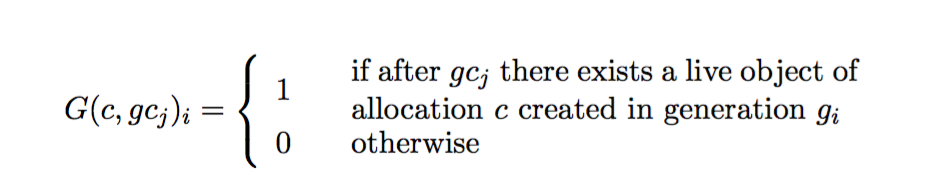 if after gc_j there exists a live object of
G(c, gc_j)_i = { 1 allocation c created in generation g_i
0 otherwise